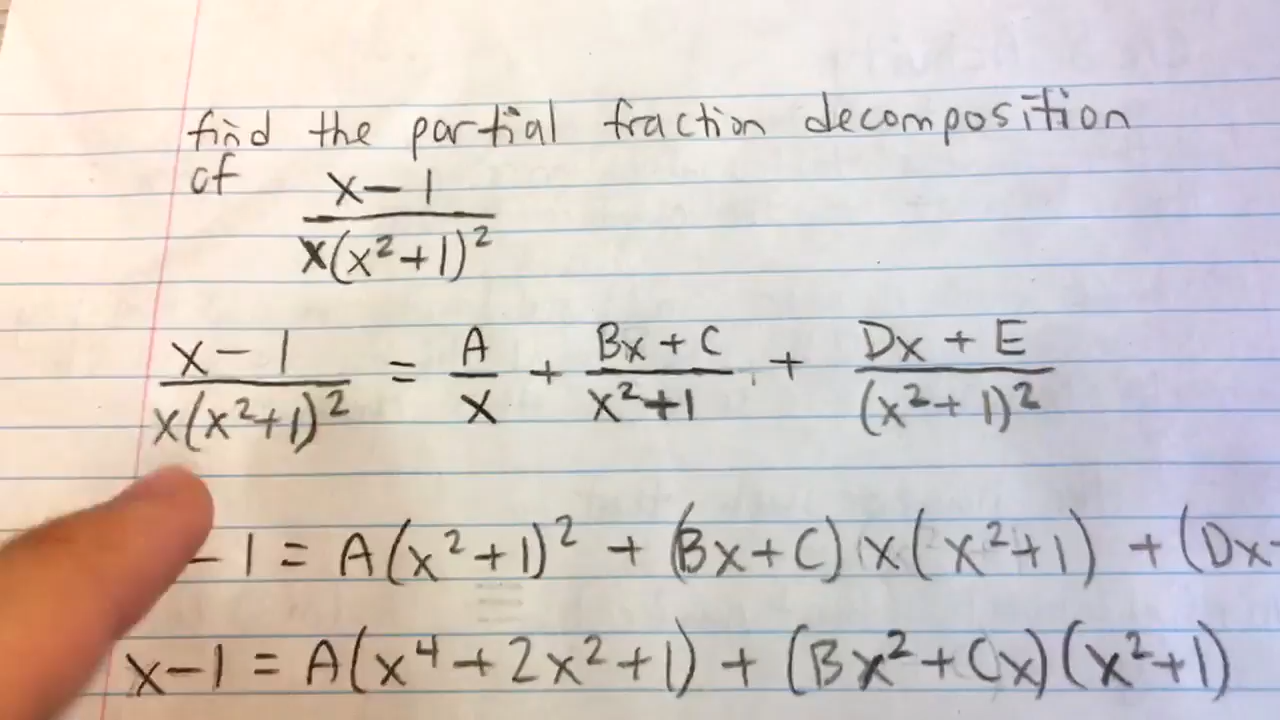 find the partial fraction decomposition
of x-1
x(x²+1)²
x-1 / x(x²+1)² = A/x + Bx+C / x²+1 + Dx+E / (x²+1)²
-1 = A(x²+1)² + (Bx+C)x(x²+1) + (Dx
x-1 = A(x⁴+2x²+1) + (Bx²+Cx)(x²+1)